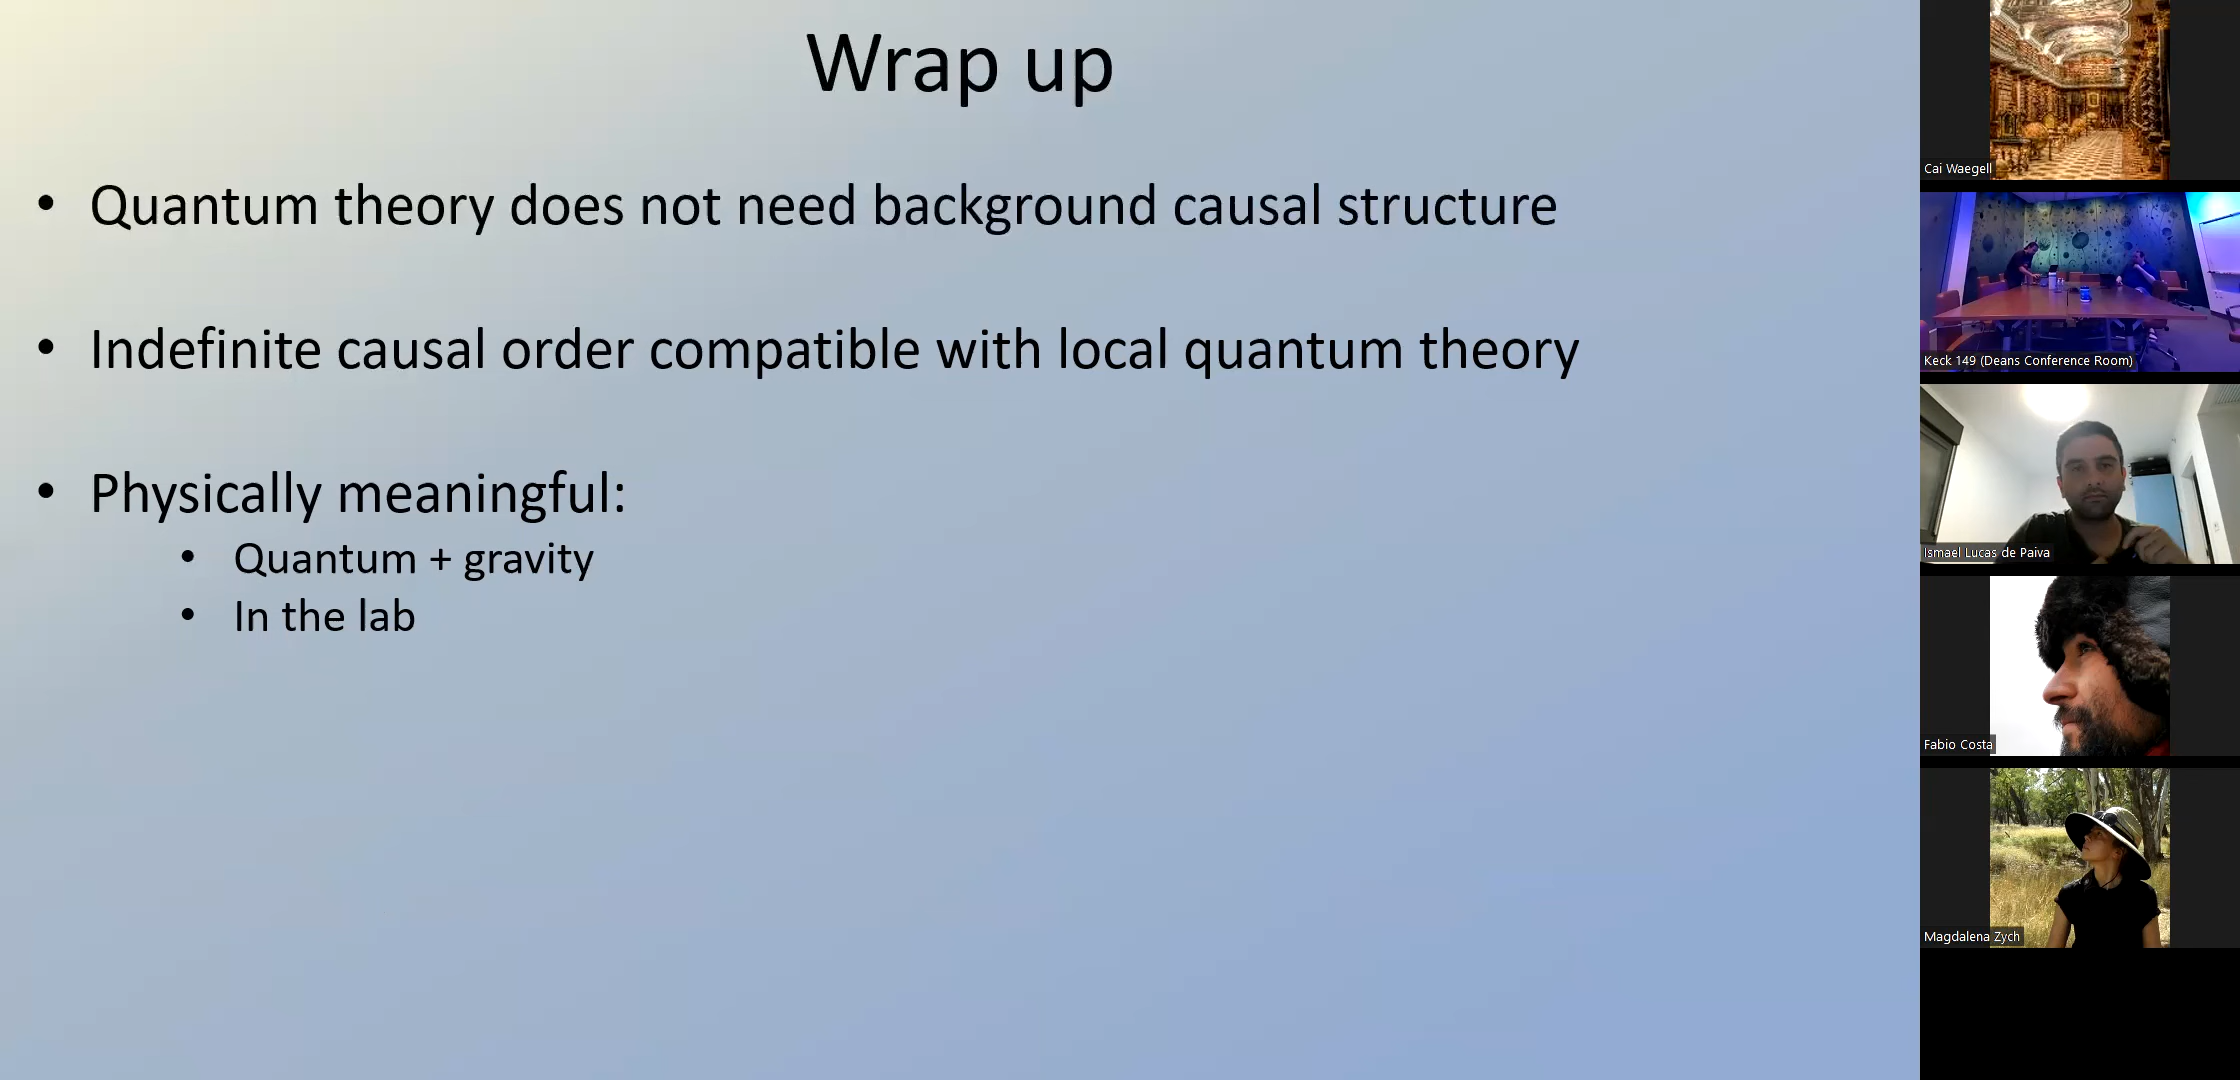 Wrap up
• Quantum theory does not need background causal structure
• Indefinite causal order compatible with local quantum theory
• Physically meaningful:
• Quantum + gravity
• In the lab
Cai Waegell
Keck 149 (Deans Conference Room)
Ismael Lucas de Paiva
Fabio Costa
Magdalena Zych